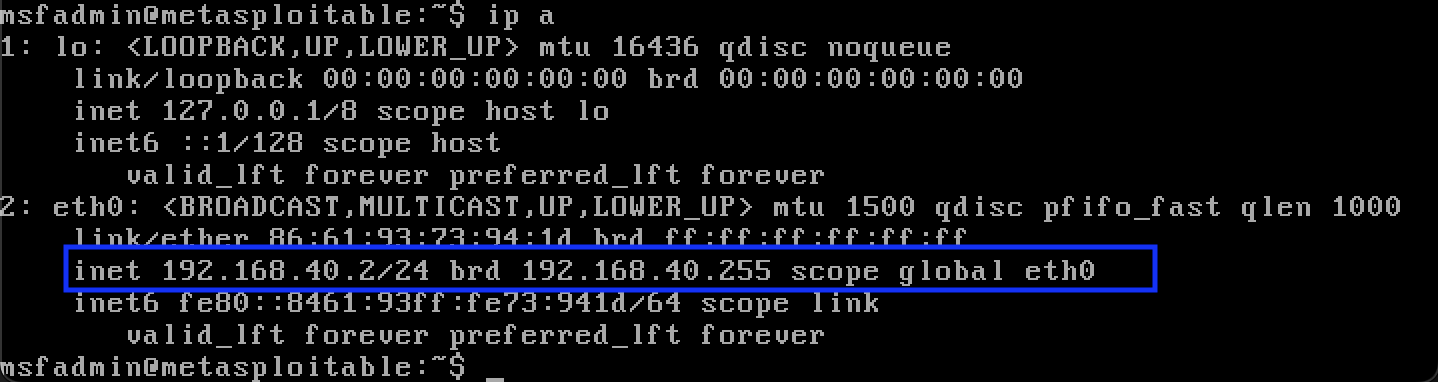 msfadmin@metasploitable:~$ ip a
1: lo: <LOOPBACK,UP,LOWER_UP> mtu 16436 qdisc noqueue
    link/loopback 00:00:00:00:00:00 brd 00:00:00:00:00:00
    inet 127.0.0.1/8 scope host lo
    inet6 ::1/128 scope host
       valid_lft forever preferred_lft forever
2: eth0: <BROADCAST,MULTICAST,UP,LOWER_UP> mtu 1500 qdisc pfifo_fast qlen 1000
    link/ether 86:61:93:73:94:1d brd ff:ff:ff:ff:ff:ff
    inet 192.168.40.2/24 brd 192.168.40.255 scope global eth0
    inet6 fe80::8461:93ff:fe73:941d/64 scope link
       valid_lft forever preferred_lft forever
msfadmin@metasploitable:~$ _